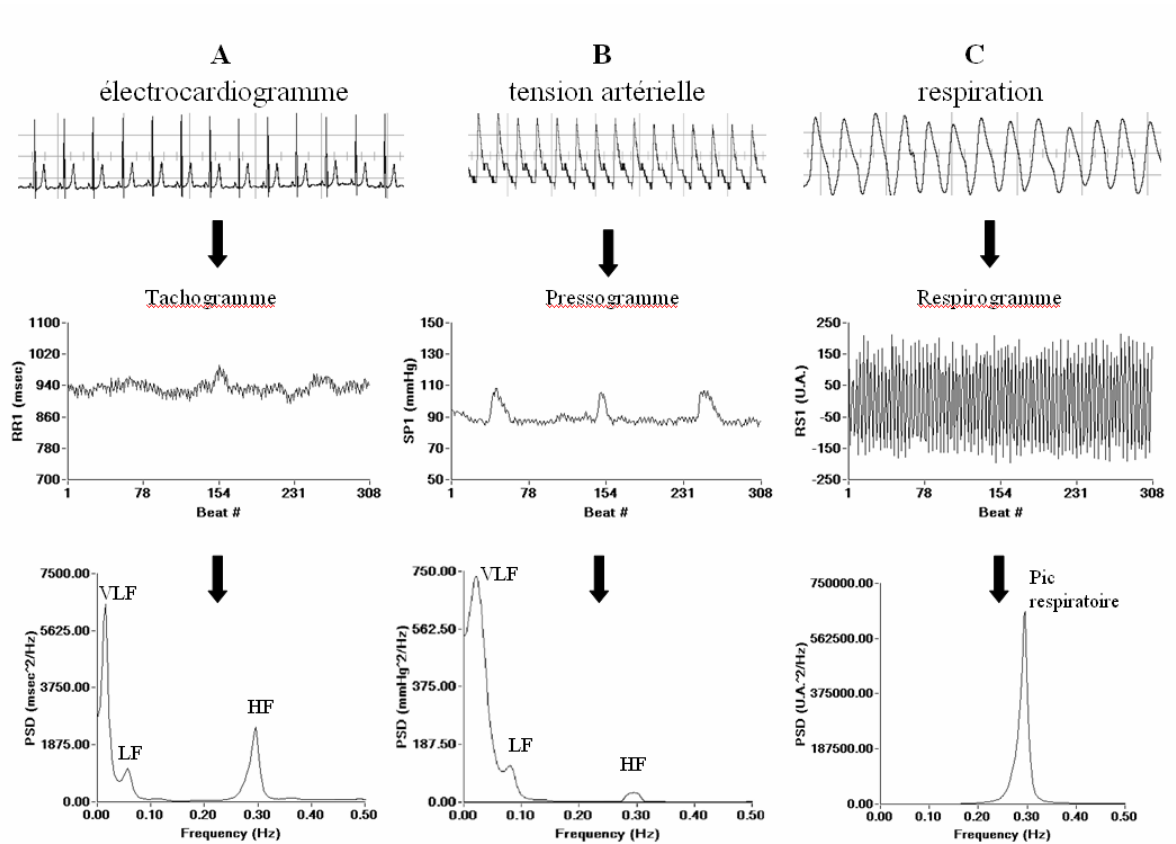 A
électrocardiogramme
B
tension artérielle
C
respiration
Tachogramme
1100
1020
940
860
780
700
RR1 (msec)
1 78 154 231 308
Beat #
Pressogramme
150
130
110
90
70
50
SP1 (mmHg)
1 78 154 231 308
Beat #
Respirogramme
250
150
50
-50
-150
-250
RS1 (U.A.)
1 78 154 231 308
Beat #
7500.00
5625.00
3750.00
1875.00
0.00
PSD (msec^2/Hz)
VLF
LF
HF
0.00 0.10 0.20 0.30 0.40 0.50
Frequency (Hz)
750.00
562.50
375.00
187.50
0.00
PSD (mmHg^2/Hz)
VLF
LF
HF
0.00 0.10 0.20 0.30 0.40 0.50
Frequency (Hz)
750000.00
562500.00
375000.00
187500.00
0.00
PSD (U.A.^2/Hz)
Pic
respiratoire
0.00 0.10 0.20 0.30 0.40 0.50
Frequency (Hz)